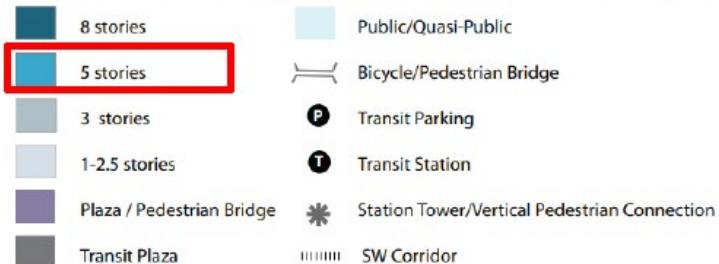 8 stories
Public/Quasi-Public
5 stories
Bicycle/Pedestrian Bridge
3 stories
P
Transit Parking
1-2.5 stories
T
Transit Station
Plaza / Pedestrian Bridge
Station Tower/Vertical Pedestrian Connection
Transit Plaza
SW Corridor